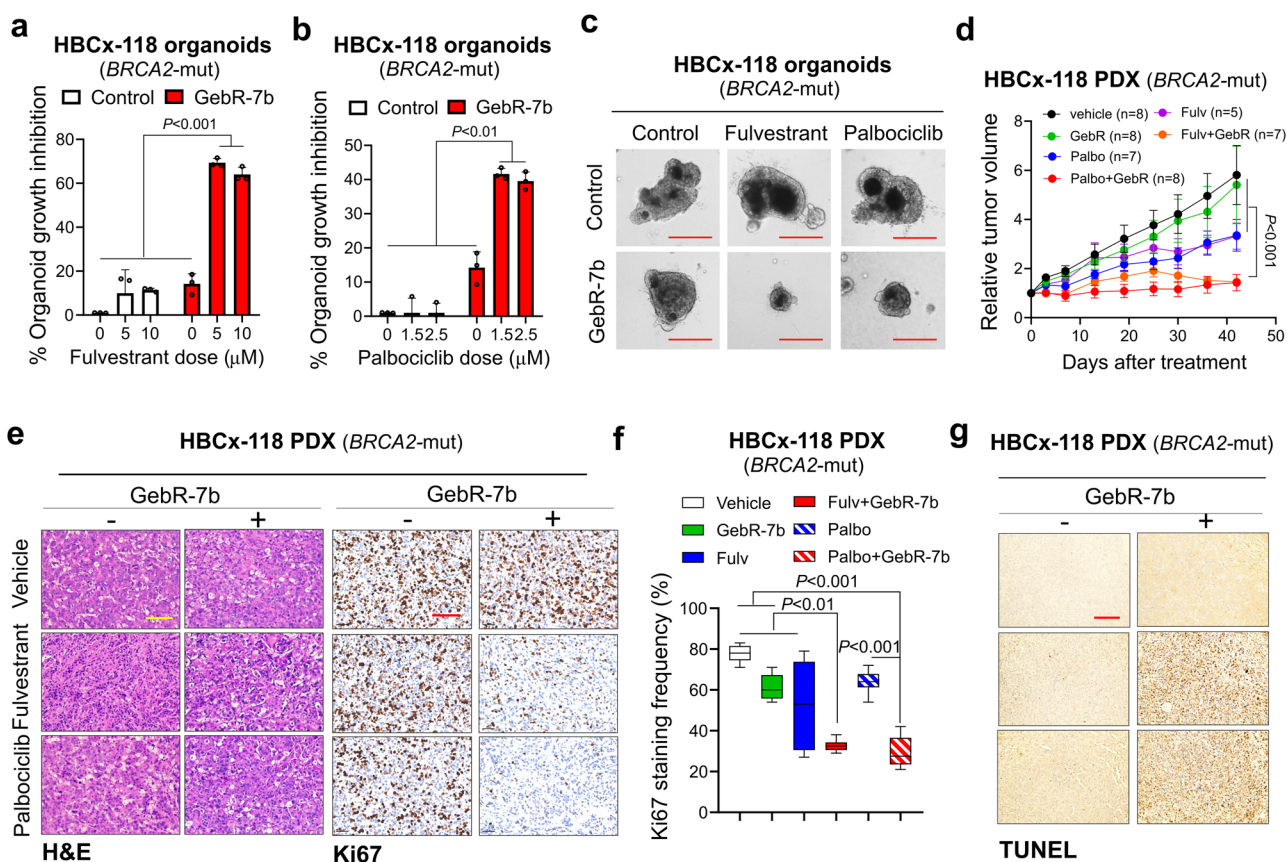 a
HBCx-118 organoids
(BRCA2-mut)
Control GebR-7b
P<0.001
% Organoid growth inhibition
80
60
40
20
0
0 5 10 0 5 10
Fulvestrant dose (μM)
b
HBCx-118 organoids
(BRCA2-mut)
Control GebR-7b
P<0.01
% Organoid growth inhibition
50
40
30
20
10
0
0 1.5 2.5 0 1.5 2.5
Palbociclib dose (μM)
c
HBCx-118 organoids
(BRCA2-mut)
Control Fulvestrant Palbociclib
Control
GebR-7b
d
HBCx-118 PDX (BRCA2-mut)
vehicle (n=8) Fulv (n=5)
GebR (n=8) Fulv+GebR (n=7)
Palbo (n=7)
Palbo+GebR (n=8)
Relative tumor volume
8
6
4
2
0
P<0.001
0 10 20 30 40 50
Days after treatment
e
HBCx-118 PDX (BRCA2-mut)
GebR-7b GebR-7b
- + - +
Vehicle
Fulvestrant
Palbociclib
H&E Ki67
f
HBCx-118 PDX
(BRCA2-mut)
Vehicle Fulv+GebR-7b
GebR-7b Palbo
Fulv Palbo+GebR-7b
P<0.001
P<0.01
P<0.001
Ki67 staining frequency (%)
100
80
60
40
20
0
g
HBCx-118 PDX (BRCA2-mut)
GebR-7b
- +
TUNEL